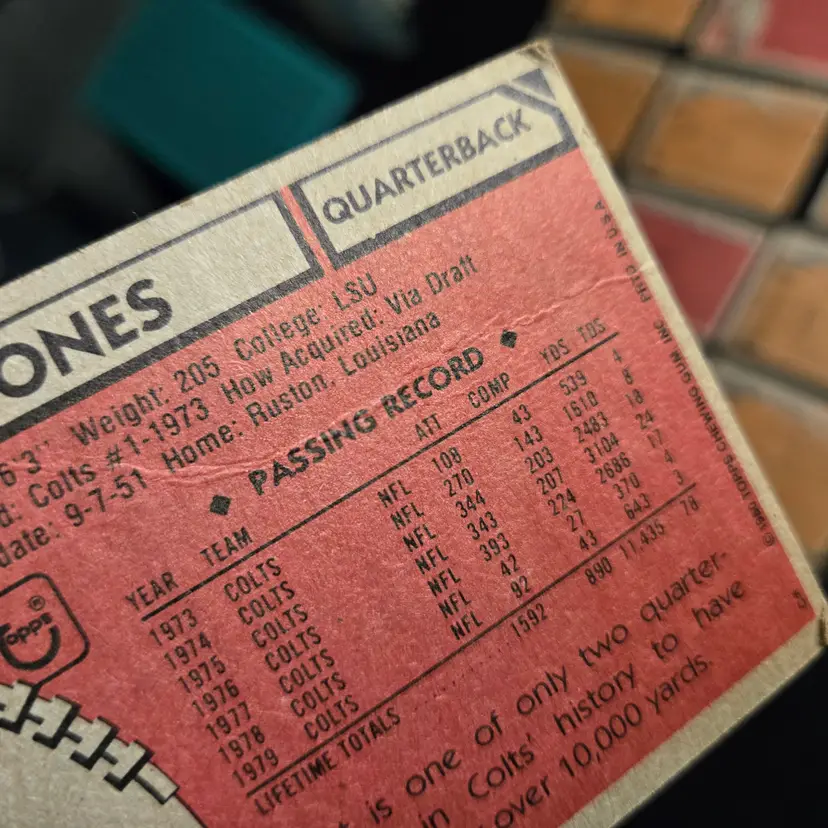 ONES
QUARTERBACK
6'3" Weight: 205 College: LSU
d: Colts #1-1973 How Acquired: Via Draft
date: 9-7-51 Home: Ruston, Louisiana
◆ PASSING RECORD ◆
YEAR TEAM ATT COMP YDS TDS
1973 COLTS NFL 108 43 539 4
1974 COLTS NFL 270 143 1610 8
1975 COLTS NFL 344 203 2483 18
1976 COLTS NFL 343 207 3104 24
1977 COLTS NFL 393 224 2686 17
1978 COLTS NFL 42 27 370 4
1979 COLTS NFL 92 43 643 3
LIFETIME TOTALS 1592 890 11,435 78
t is one of only two quarter-
in Colts' history to have
over 10,000 yards.
TOPPS®
© 1980 TOPPS CHEWING GUM, INC. PRTD IN U.S.A.
3